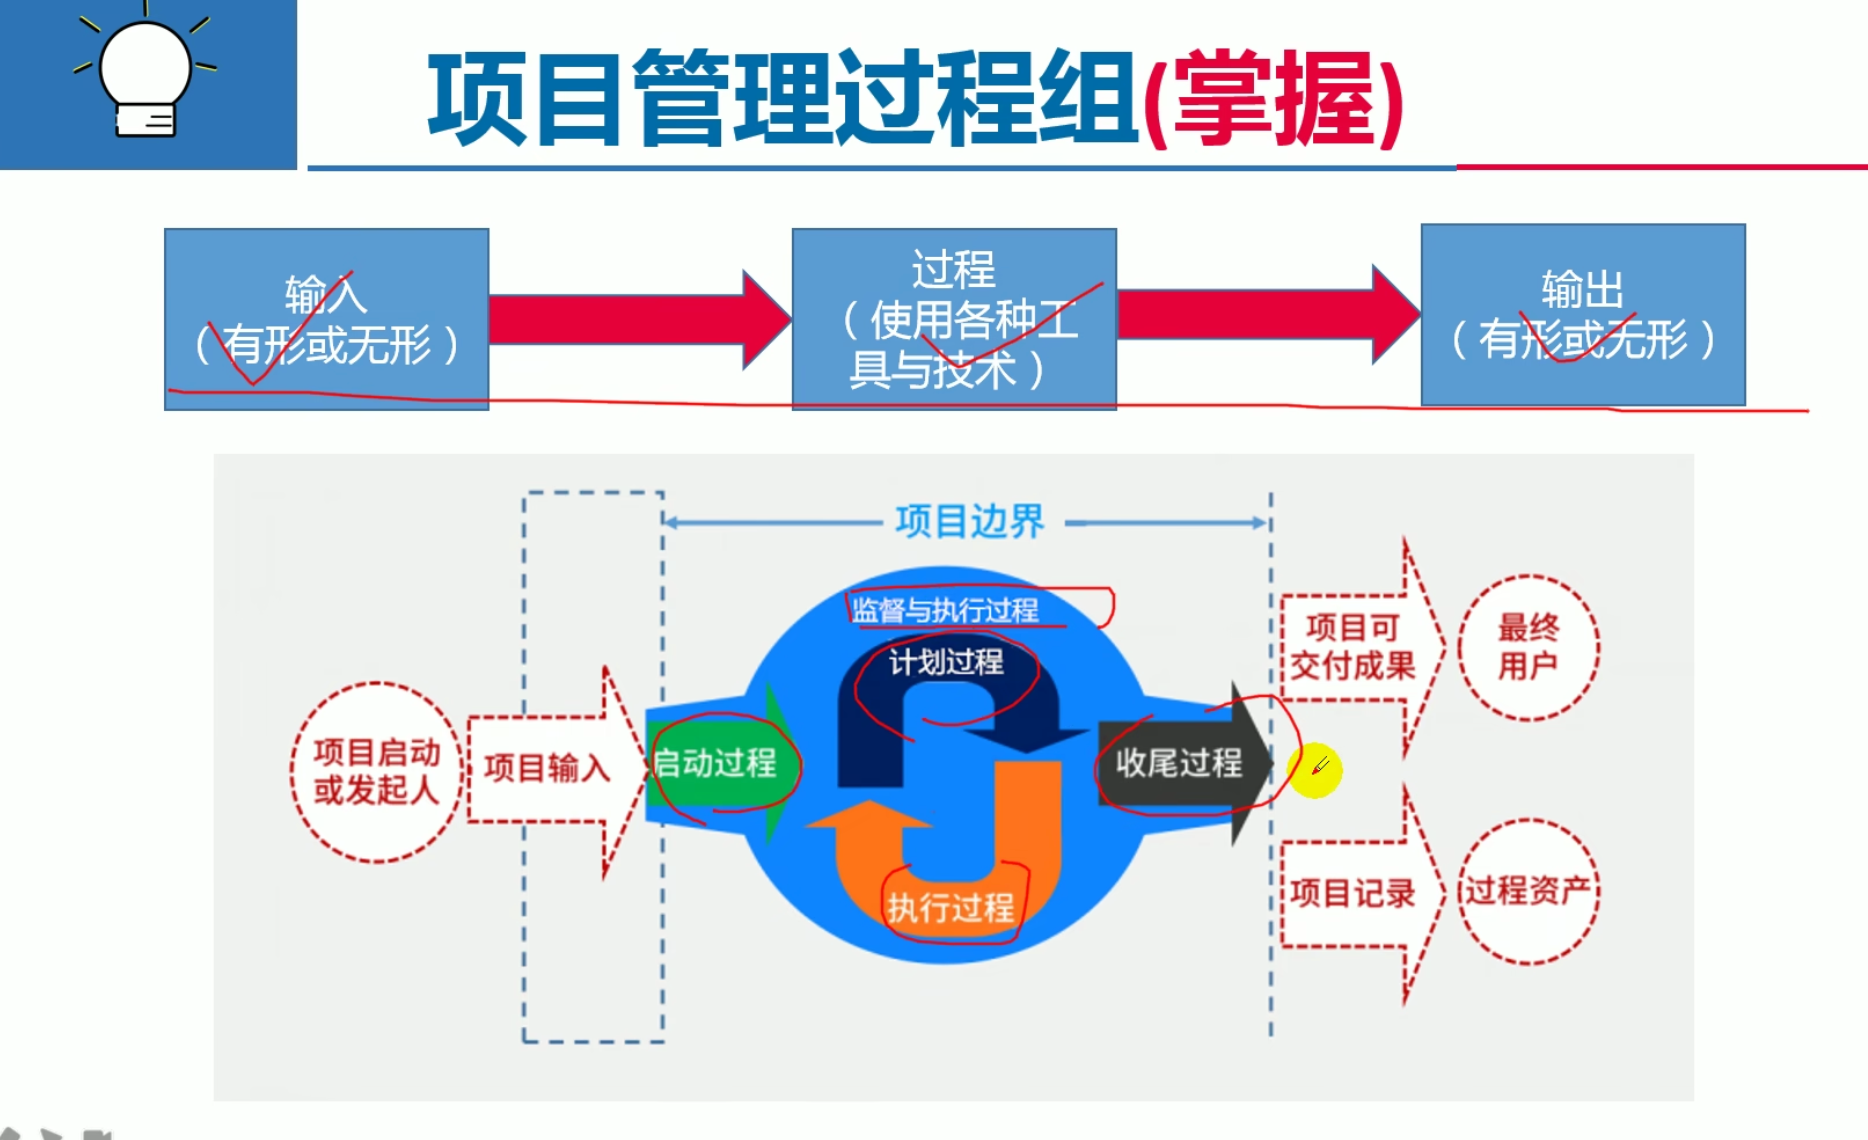 项目管理过程组(掌握)
输入
（有形或无形）
过程
（使用各种工
具与技术）
输出
（有形或无形）
项目边界
监督与执行过程
计划过程
项目启动
或发起人
项目输入
启动过程
收尾过程
执行过程
项目可
交付成果
最终
用户
项目记录
过程资产